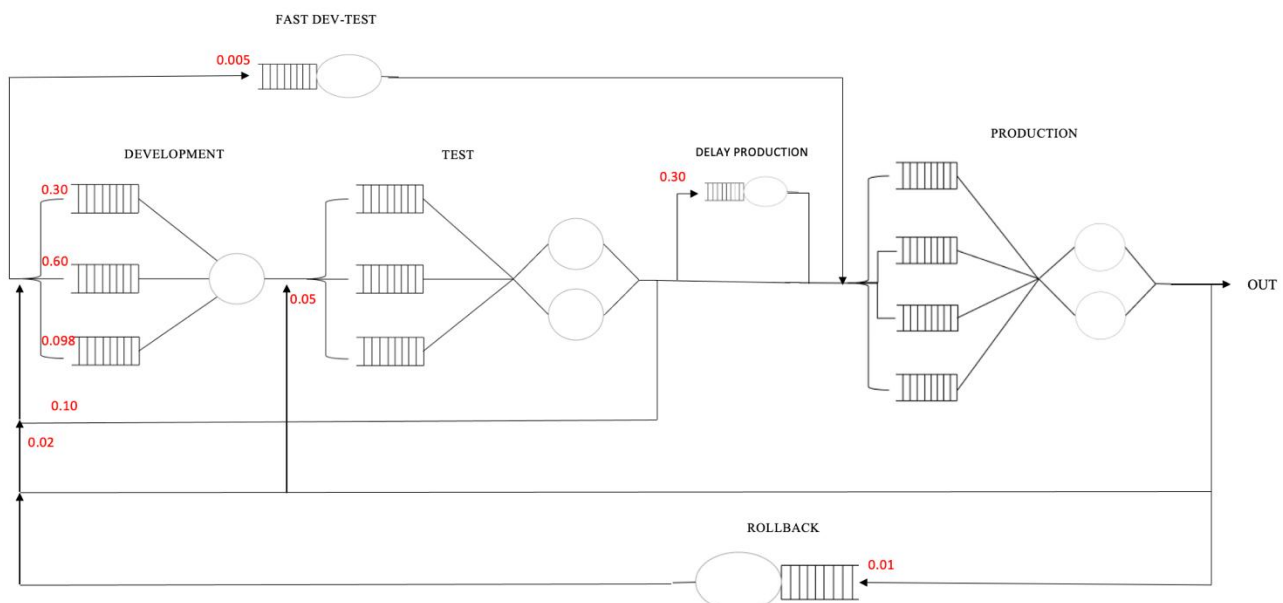 FAST DEV-TEST
0.005
PRODUCTION
DEVELOPMENT
TEST
DELAY PRODUCTION
0.30
0.30
0.60
0.05
OUT
0.098
0.10
0.02
ROLLBACK
0.01